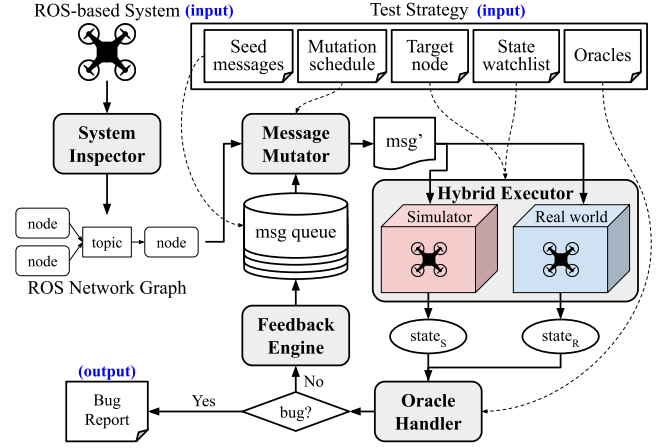 ROS-based System (input)
Test Strategy (input)
Seed
messages
Mutation
schedule
Target
node
State
watchlist
Oracles
System
Inspector
Message
Mutator
msg'
Hybrid Executor
Simulator
Real world
node
node
topic
node
ROS Network Graph
msg queue
Feedback
Engine
state_S
state_R
(output)
Bug
Report
Yes
No
bug?
Oracle
Handler